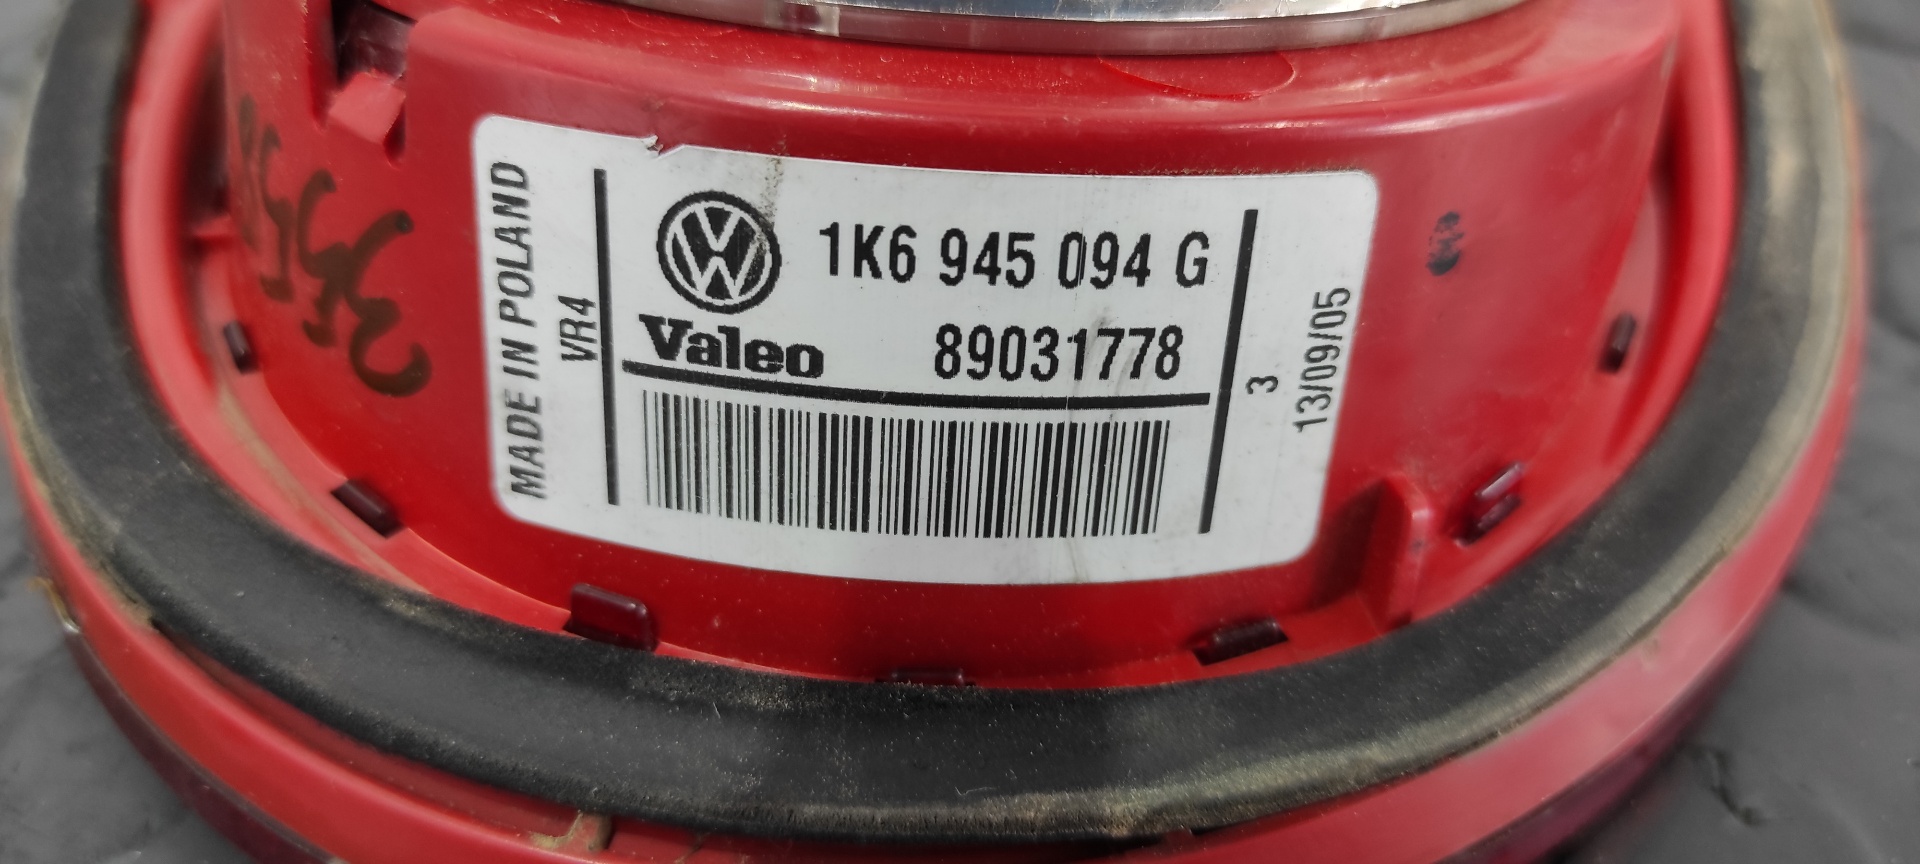 MADE IN POLAND
VR4
1K6 945 094 G
Valeo 89031778
3
13/09/05